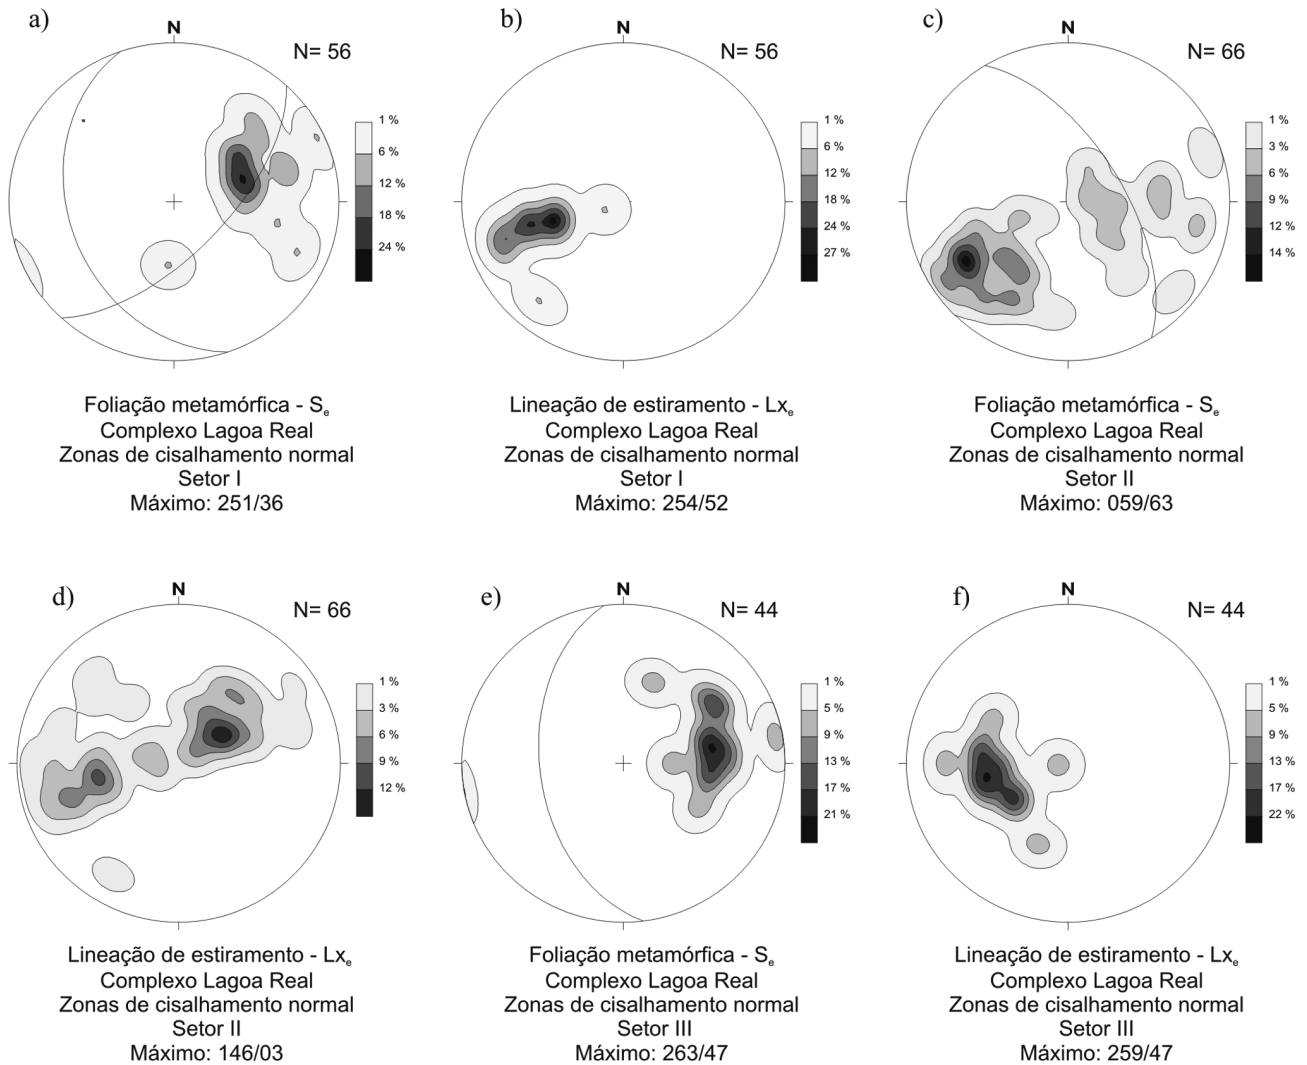 a)
N
N= 56
1 %
6 %
12 %
18 %
24 %
Foliação metamórfica - Se
Complexo Lagoa Real
Zonas de cisalhamento normal
Setor I
Máximo: 251/36
b)
N
N= 56
1 %
6 %
12 %
18 %
24 %
27 %
Lineação de estiramento - Lxe
Complexo Lagoa Real
Zonas de cisalhamento normal
Setor I
Máximo: 254/52
c)
N
N= 66
1 %
3 %
6 %
9 %
12 %
14 %
Foliação metamórfica - Se
Complexo Lagoa Real
Zonas de cisalhamento normal
Setor II
Máximo: 059/63
d)
N
N= 66
1 %
3 %
6 %
9 %
12 %
Lineação de estiramento - Lxe
Complexo Lagoa Real
Zonas de cisalhamento normal
Setor II
Máximo: 146/03
e)
N
N= 44
1 %
5 %
9 %
13 %
17 %
21 %
Foliação metamórfica - Se
Complexo Lagoa Real
Zonas de cisalhamento normal
Setor III
Máximo: 263/47
f)
N
N= 44
1 %
5 %
9 %
13 %
17 %
22 %
Lineação de estiramento - Lxe
Complexo Lagoa Real
Zonas de cisalhamento normal
Setor III
Máximo: 259/47